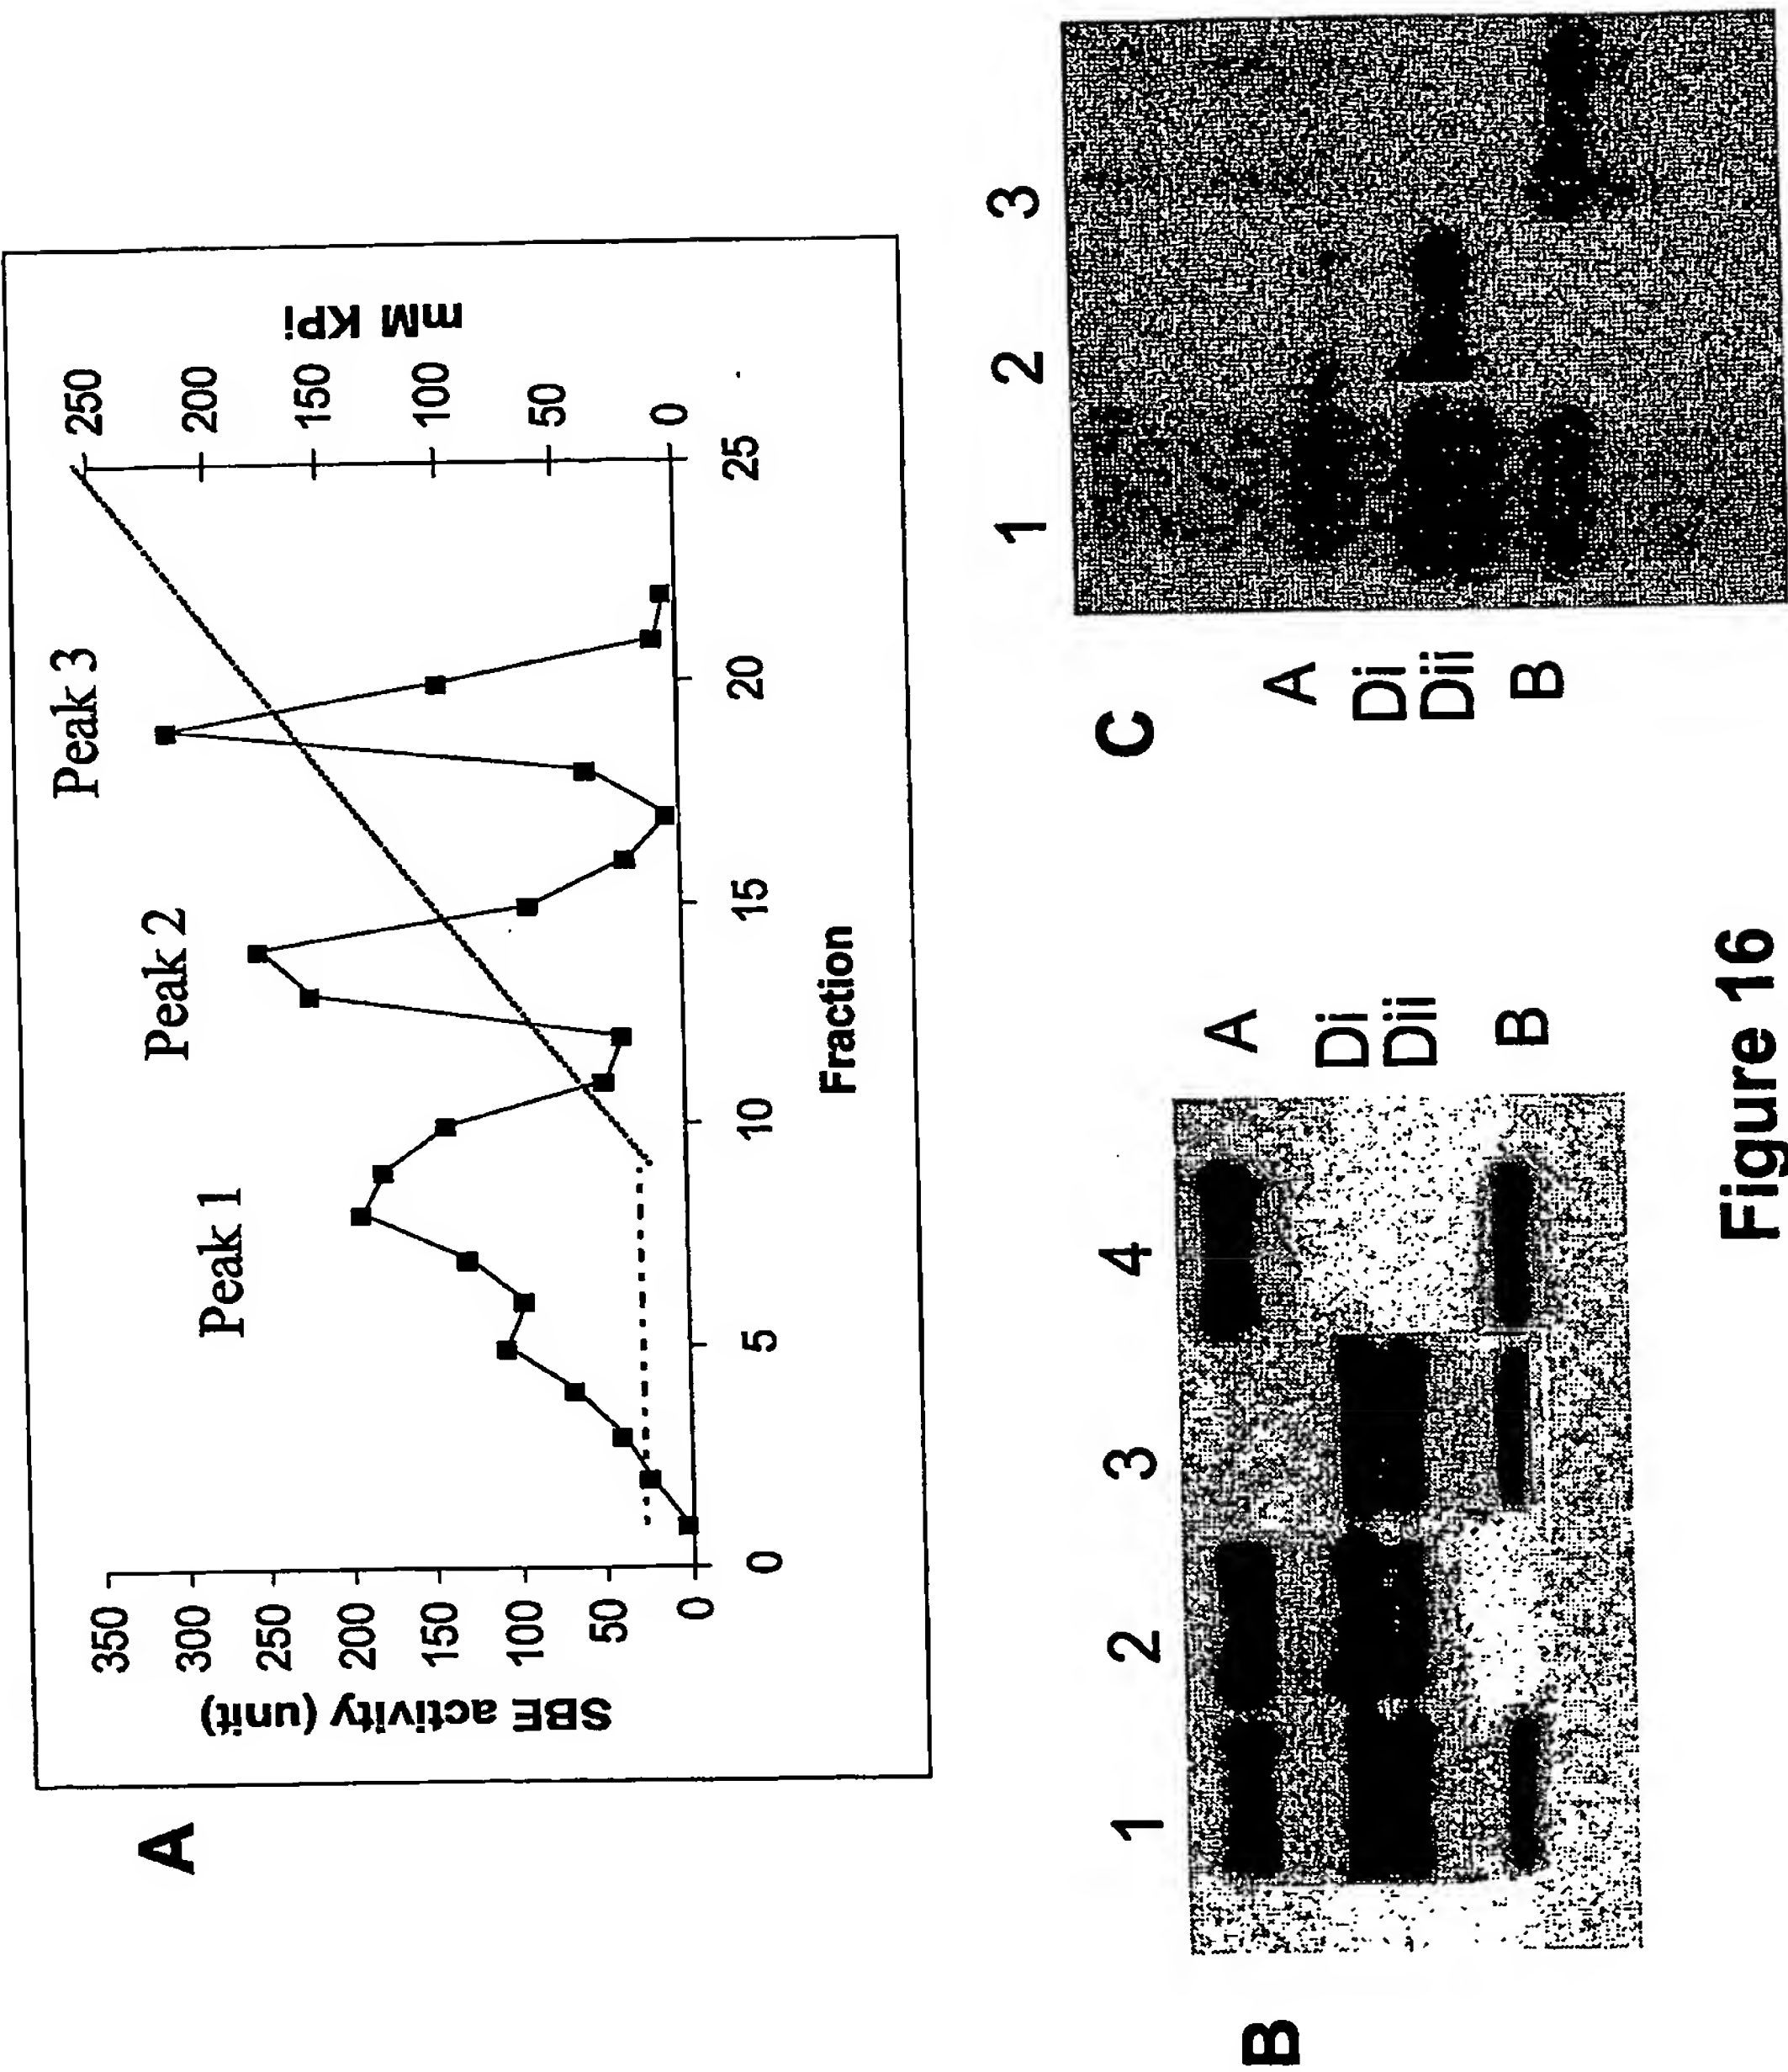 A
SBE activity (unit)
350
300
250
200
150
100
50
0
Peak 1
Peak 2
Peak 3
mM KPi
250
200
150
100
50
0
0 5 10 15 20 25
Fraction
B
1 2 3 4
A
Di
Dii
B
C
1 2 3
A
Di
Dii
B
Figure 16